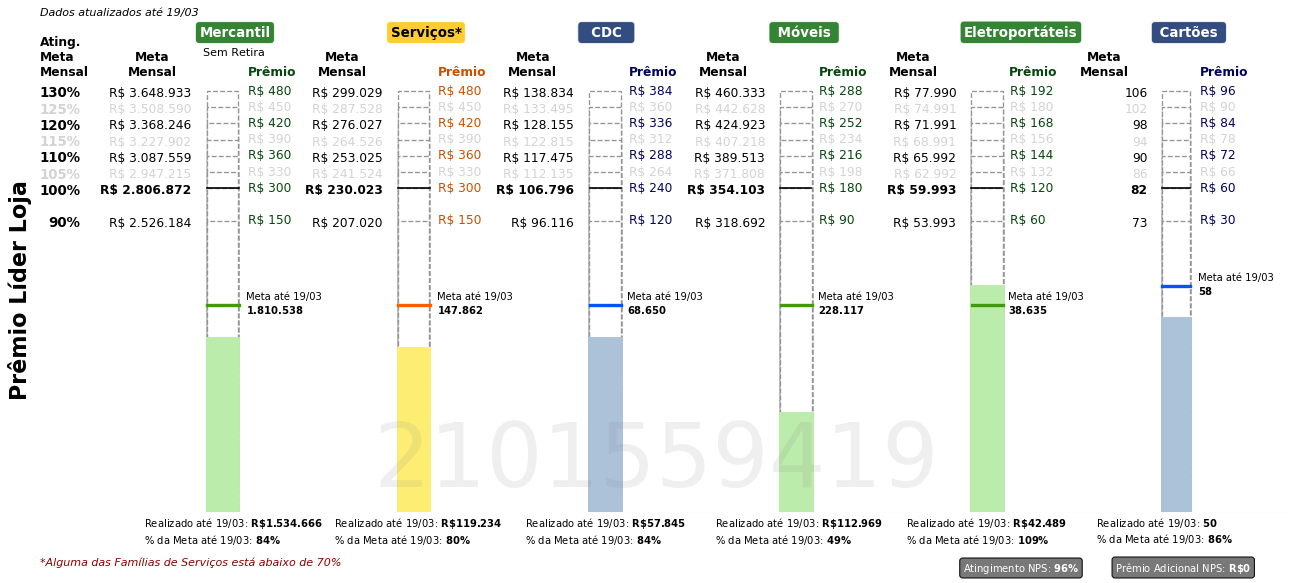 Dados atualizados até 19/03
Mercantil Serviços* CDC Móveis Eletroportáteis Cartões
Sem Retira
Ating. Meta Mensal
Meta Mensal Prêmio Meta Mensal Prêmio Meta Mensal Prêmio Meta Mensal Prêmio Meta Mensal Prêmio Meta Mensal Prêmio
130% R$ 3.648.933 R$ 480 R$ 299.029 R$ 480 R$ 138.834 R$ 384 R$ 460.333 R$ 288 R$ 77.990 R$ 192 106 R$ 96
125% R$ 3.508.590 R$ 450 R$ 287.528 R$ 450 R$ 133.495 R$ 360 R$ 442.628 R$ 270 R$ 74.991 R$ 180 102 R$ 90
120% R$ 3.368.246 R$ 420 R$ 276.027 R$ 420 R$ 128.155 R$ 336 R$ 424.923 R$ 252 R$ 71.991 R$ 168 98 R$ 84
115% R$ 3.227.902 R$ 390 R$ 264.526 R$ 390 R$ 122.815 R$ 312 R$ 407.218 R$ 234 R$ 68.991 R$ 156 94 R$ 78
110% R$ 3.087.559 R$ 360 R$ 253.025 R$ 360 R$ 117.475 R$ 288 R$ 389.513 R$ 216 R$ 65.992 R$ 144 90 R$ 72
105% R$ 2.947.215 R$ 330 R$ 241.524 R$ 330 R$ 112.135 R$ 264 R$ 371.808 R$ 198 R$ 62.992 R$ 132 86 R$ 66
100% R$ 2.806.872 R$ 300 R$ 230.023 R$ 300 R$ 106.796 R$ 240 R$ 354.103 R$ 180 R$ 59.993 R$ 120 82 R$ 60
90% R$ 2.526.184 R$ 150 R$ 207.020 R$ 150 R$ 96.116 R$ 120 R$ 318.692 R$ 90 R$ 53.993 R$ 60 73 R$ 30
Prêmio Líder Loja
Meta até 19/03 Meta até 19/03 Meta até 19/03 Meta até 19/03 Meta até 19/03 Meta até 19/03
1.810.538 147.862 68.650 228.117 38.635 58
2101559419
Realizado até 19/03: R$1.534.666 Realizado até 19/03: R$119.234 Realizado até 19/03: R$57.845 Realizado até 19/03: R$112.969 Realizado até 19/03: R$42.489 Realizado até 19/03: 50
% da Meta até 19/03: 84% % da Meta até 19/03: 80% % da Meta até 19/03: 84% % da Meta até 19/03: 49% % da Meta até 19/03: 109% % da Meta até 19/03: 86%
*Alguma das Famílias de Serviços está abaixo de 70%
Atingimento NPS: 96% Prêmio Adicional NPS: R$0